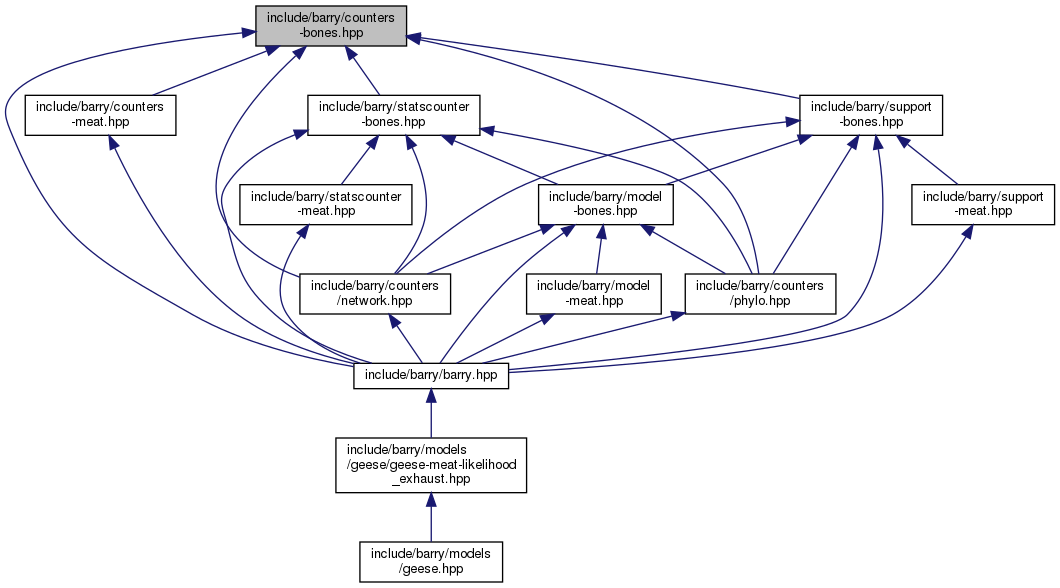 include/barry/counters
-bones.hpp
include/barry/counters
-meat.hpp
include/barry/statscounter
-bones.hpp
include/barry/support
-bones.hpp
include/barry/statscounter
-meat.hpp
include/barry/model
-bones.hpp
include/barry/support
-meat.hpp
include/barry/counters
/network.hpp
include/barry/model
-meat.hpp
include/barry/counters
/phylo.hpp
include/barry/barry.hpp
include/barry/models
/geese/geese-meat-likelihood
_exhaust.hpp
include/barry/models
/geese.hpp